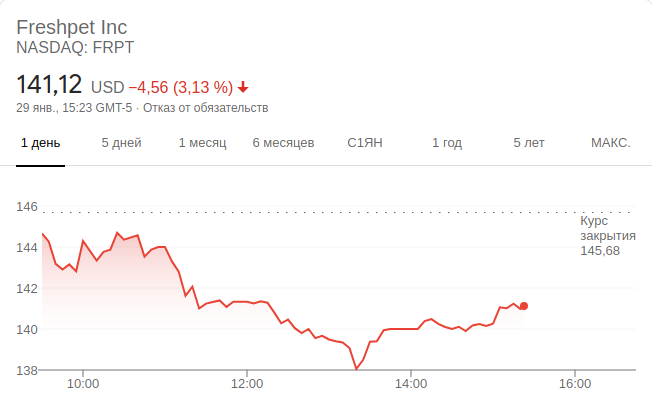 Freshpet Inc
NASDAQ: FRPT
141,12 USD −4,56 (3,13 %)
29 янв., 15:23 GMT-5 · Отказ от обязательств
1 день 5 дней 1 месяц 6 месяцев С1ЯН 1 год 5 лет МАКС.
146
144
142
140
138
Курс
закрытия
145,68
10:00 12:00 14:00 16:00